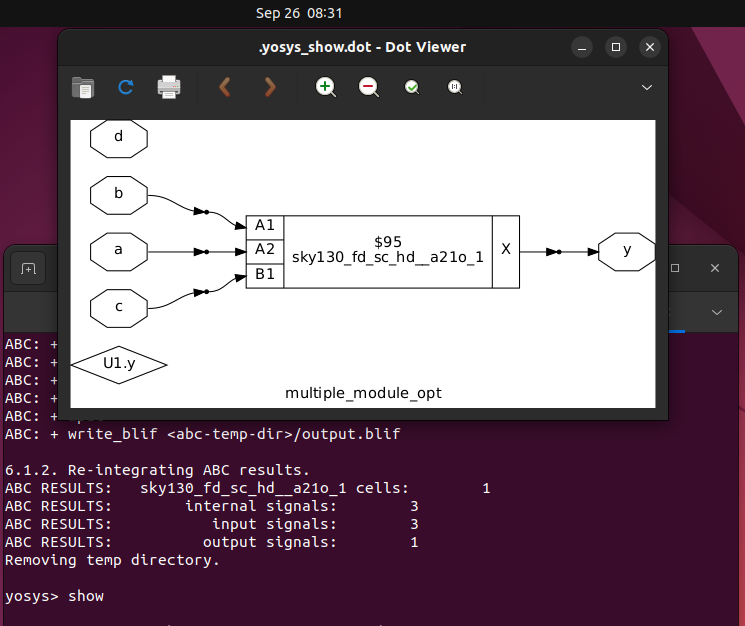 Sep 26 08:31
.yosys_show.dot - Dot Viewer
d
b
a
c
U1.y
A1
A2
B1
$95
sky130_fd_sc_hd__a21o_1
X
y
multiple_module_opt
ABC: +
ABC: +
ABC: +
ABC: +
ABC: +
ABC: + write_blif <abc-temp-dir>/output.blif
6.1.2. Re-integrating ABC results.
ABC RESULTS: sky130_fd_sc_hd__a21o_1 cells: 1
ABC RESULTS: internal signals: 3
ABC RESULTS: input signals: 3
ABC RESULTS: output signals: 1
Removing temp directory.
yosys> show